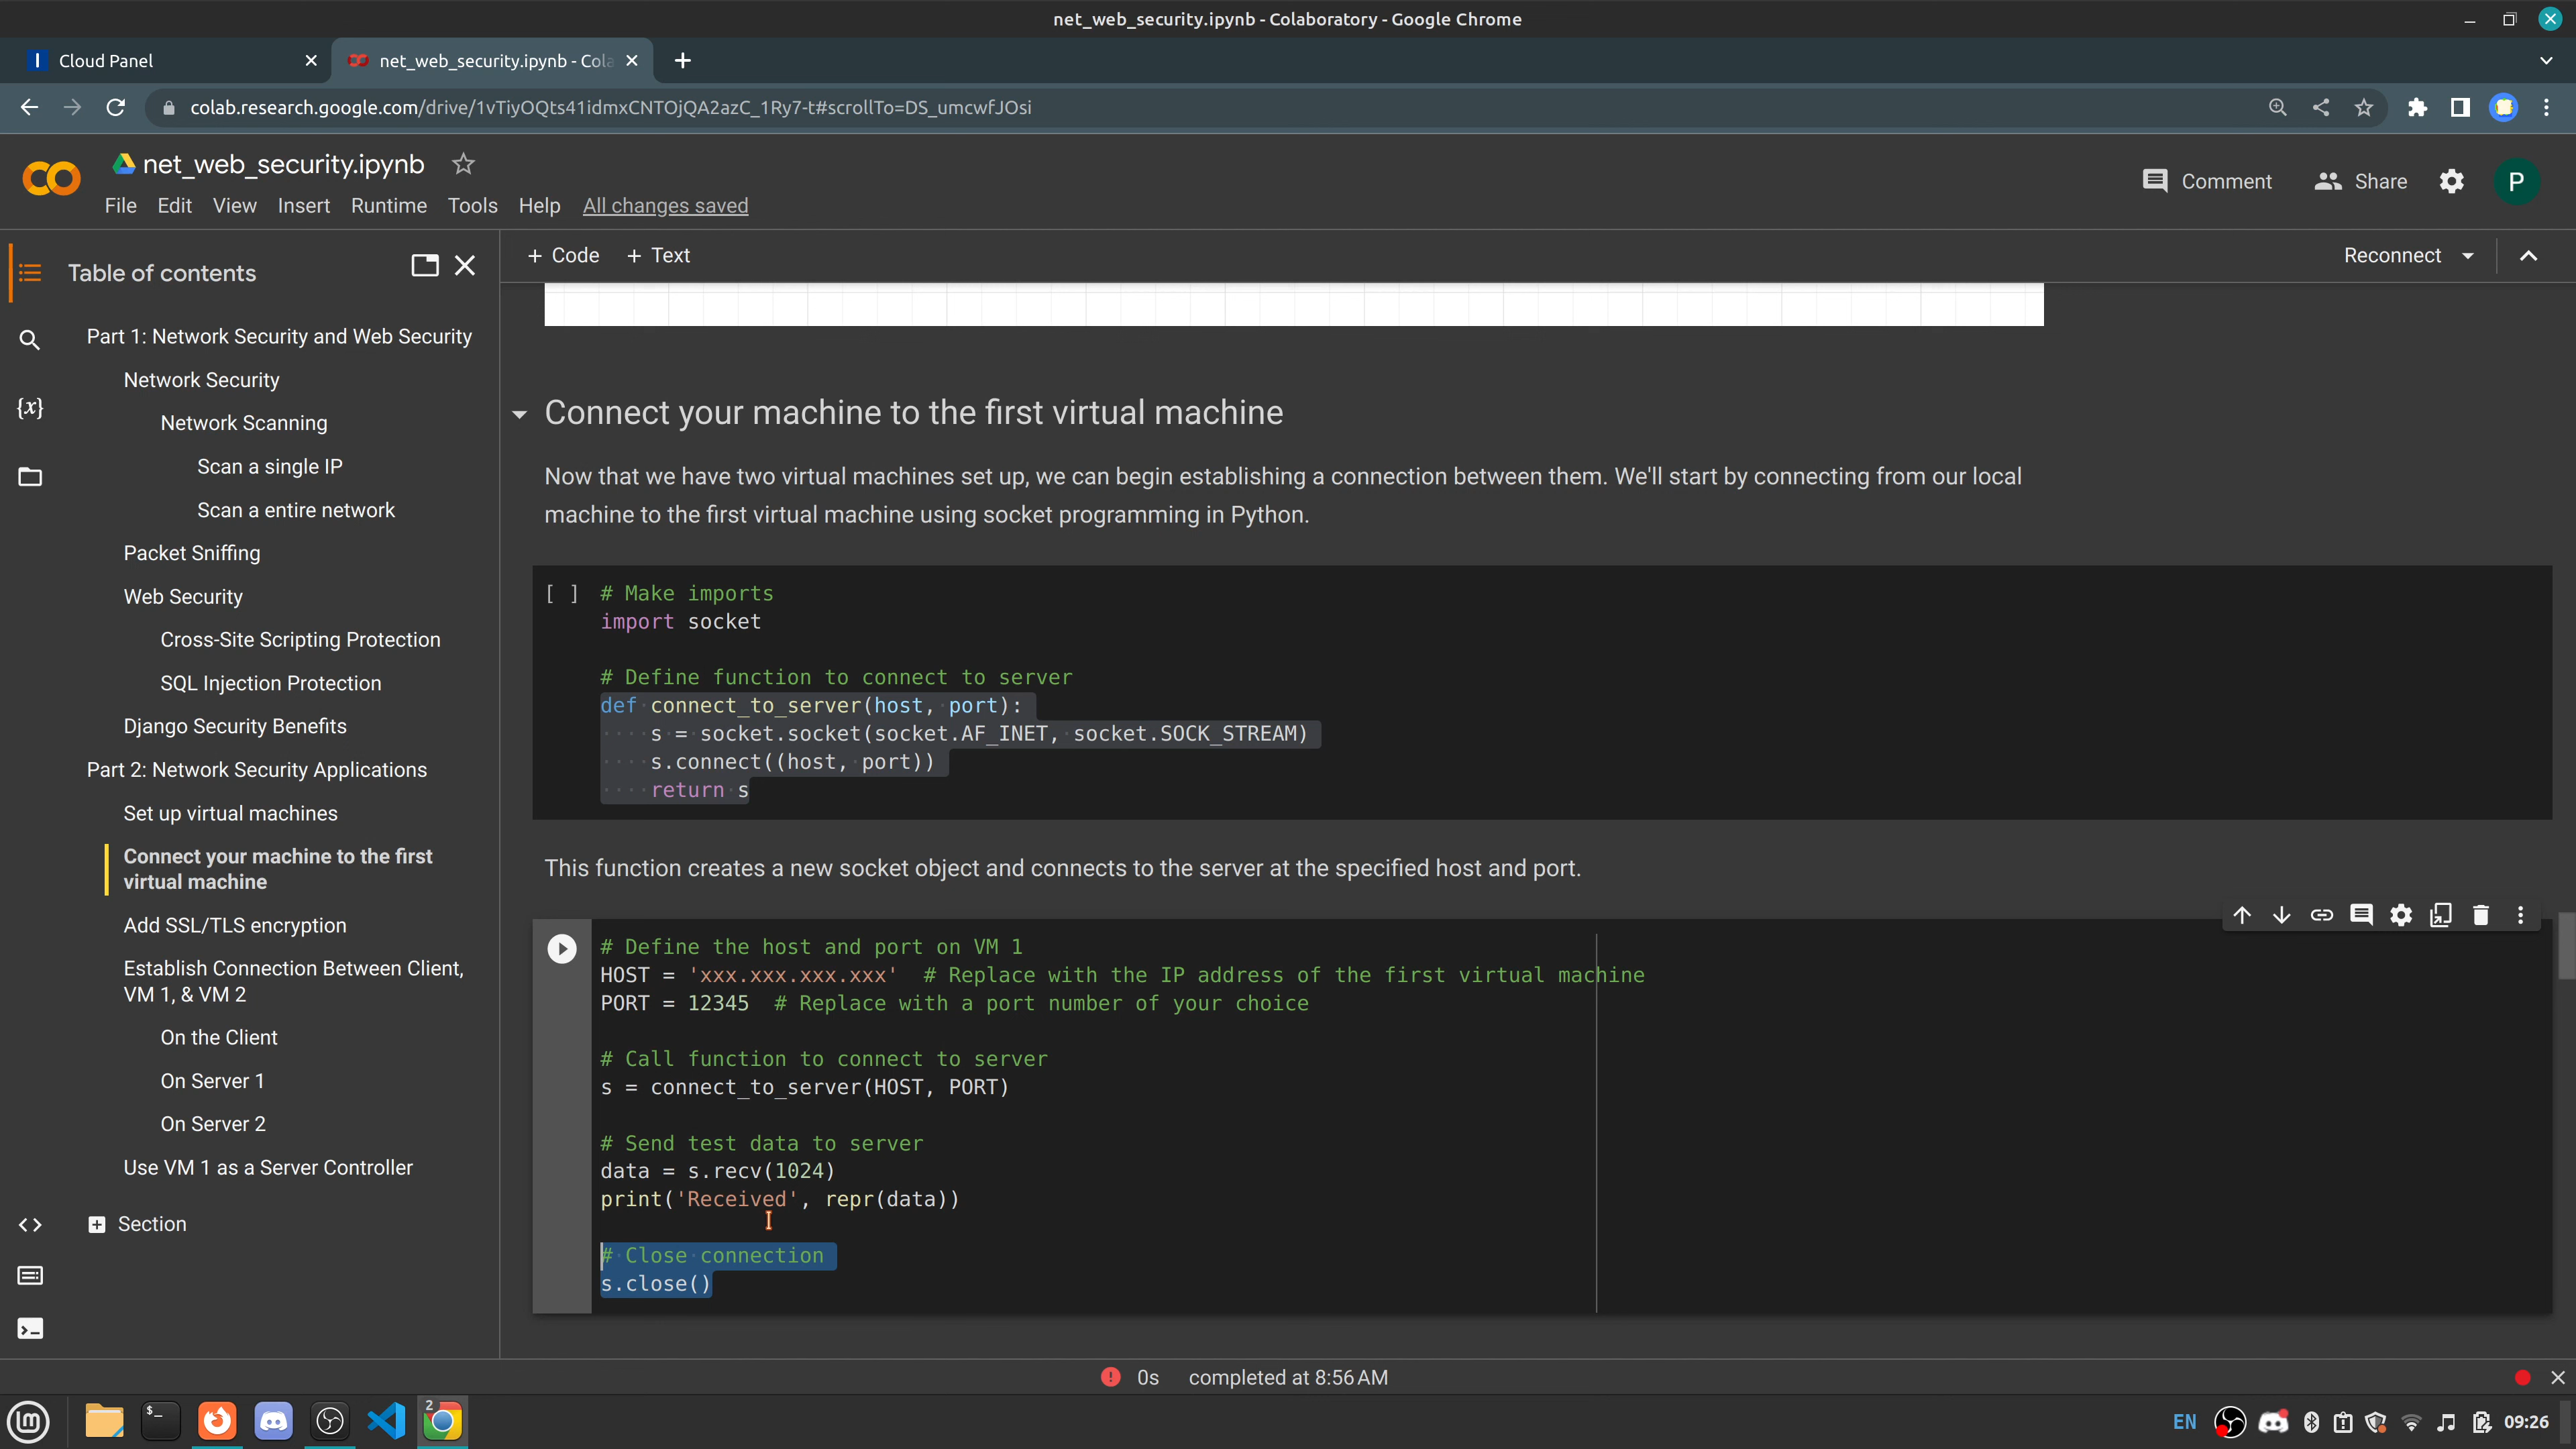 net_web_security.ipynb - Colaboratory - Google Chrome
Cloud Panel
net_web_security.ipynb - Cola
colab.research.google.com/drive/1vTiyOQts41idmxCNTOjQA2azC_1Ry7-t#scrollTo=DS_umcwfJOsi
net_web_security.ipynb
Comment
Share
P
File Edit View Insert Runtime Tools Help All changes saved
Table of contents
+ Code + Text
Reconnect
Part 1: Network Security and Web Security
Network Security
Network Scanning
Scan a single IP
Scan a entire network
Packet Sniffing
Web Security
Cross-Site Scripting Protection
SQL Injection Protection
Django Security Benefits
Part 2: Network Security Applications
Set up virtual machines
Connect your machine to the first
virtual machine
Add SSL/TLS encryption
Establish Connection Between Client,
VM 1, & VM 2
On the Client
On Server 1
On Server 2
Use VM 1 as a Server Controller
Section
Connect your machine to the first virtual machine
Now that we have two virtual machines set up, we can begin establishing a connection between them. We'll start by connecting from our local
machine to the first virtual machine using socket programming in Python.
[ ] # Make imports
import socket
# Define function to connect to server
def connect_to_server(host, port):
s = socket.socket(socket.AF_INET, socket.SOCK_STREAM)
s.connect((host, port))
return s
This function creates a new socket object and connects to the server at the specified host and port.
# Define the host and port on VM 1
HOST = 'xxx.xxx.xxx.xxx' # Replace with the IP address of the first virtual machine
PORT = 12345 # Replace with a port number of your choice
# Call function to connect to server
s = connect_to_server(HOST, PORT)
# Send test data to server
data = s.recv(1024)
print('Received', repr(data))
# Close connection
s.close()
0s completed at 8:56 AM
2
EN
09:26